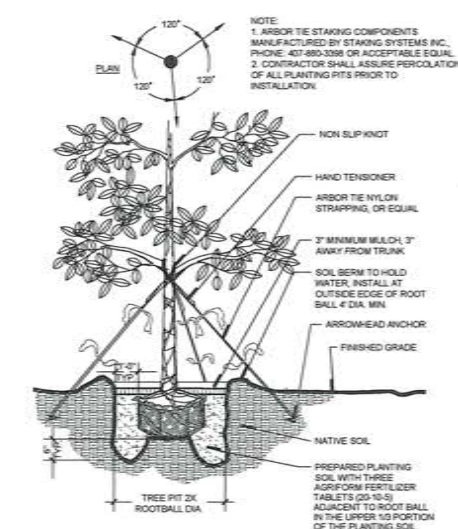 120°
120°
120°
PLAN
NOTE:
1. ARBOR TIE STAKING COMPONENTS
MANUFACTURED BY STAKING SYSTEMS INC.,
PHONE: 407-880-3098 OR ACCEPTABLE EQUAL.
2. CONTRACTOR SHALL ASSURE PERCOLATION
OF ALL PLANTING PITS PRIOR TO
INSTALLATION.
NON SLIP KNOT
HAND TENSIONER
ARBOR TIE NYLON
STRAPPING, OR EQUAL
3" MINIMUM MULCH, 3"
AWAY FROM TRUNK
SOIL BERM TO HOLD
WATER, INSTALL AT
OUTSIDE EDGE OF ROOT
BALL 4' DIA. MIN.
ARROWHEAD ANCHOR
FINISHED GRADE
TYP.
6"
TYP.
NATIVE SOIL
TREE PIT 2X
ROOTBALL DIA.
PREPARED PLANTING
SOIL WITH THREE
AGRIFORM FERTILIZER
TABLETS (20-10-5)
ADJACENT TO ROOT BALL
IN THE UPPER 1/3 PORTION
OF THE PLANTING SOIL